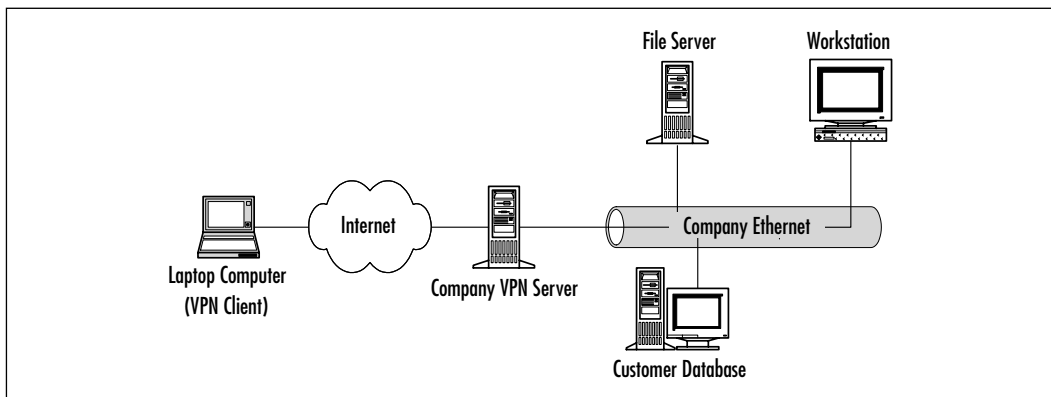 File Server
Workstation
Internet
Company Ethernet
Laptop Computer
(VPN Client)
Company VPN Server
Customer Database